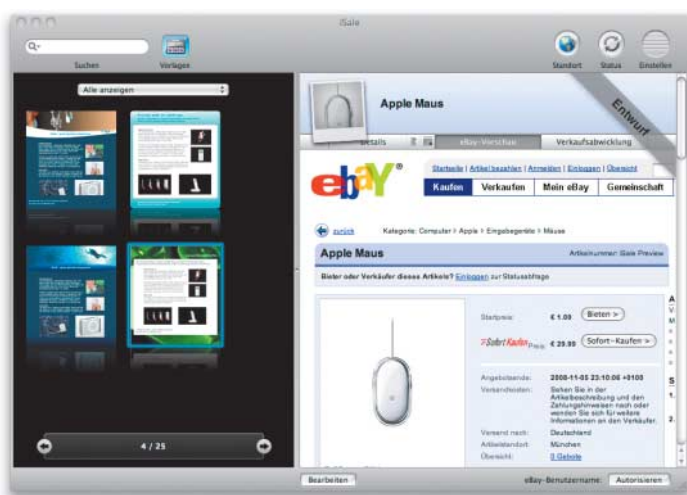 iSale
Suchen
Vorlagen
Standort
Status
Einstellen
Alle anzeigen
4 / 25
Apple Maus
Entwurf
Details
eBay-Vorschau
Verkaufsabwicklung
ebaY®
Startseite | Artikel bezahlen | Anmelden | Einloggen | Übersicht
Kaufen
Verkaufen
Mein eBay
Gemeinschaft
zurück
Kategorie: Computer > Apple > Eingabegeräte > Mäuse
Apple Maus
Artikelnummer: iSale Preview
Bieter oder Verkäufer dieses Artikels? Einloggen zur Statusabfrage
Startpreis: € 1.00 Bieten >
Sofort Kaufen Preis: € 29.99 Sofort-Kaufen >
Angebotsende: 2008-11-05 23:10:06 +0100
Versandkosten: Siehen Sie in der
Artikelbeschreibung und den
Zahlungshinweisen nach oder
wenden Sie sich für weitere
Informationen an den Verkäufer.
Versand nach: Deutschland
Artikelstandort: München
Übersicht: 0 Gebote
Bearbeiten
eBay-Benutzername:
Autorisieren